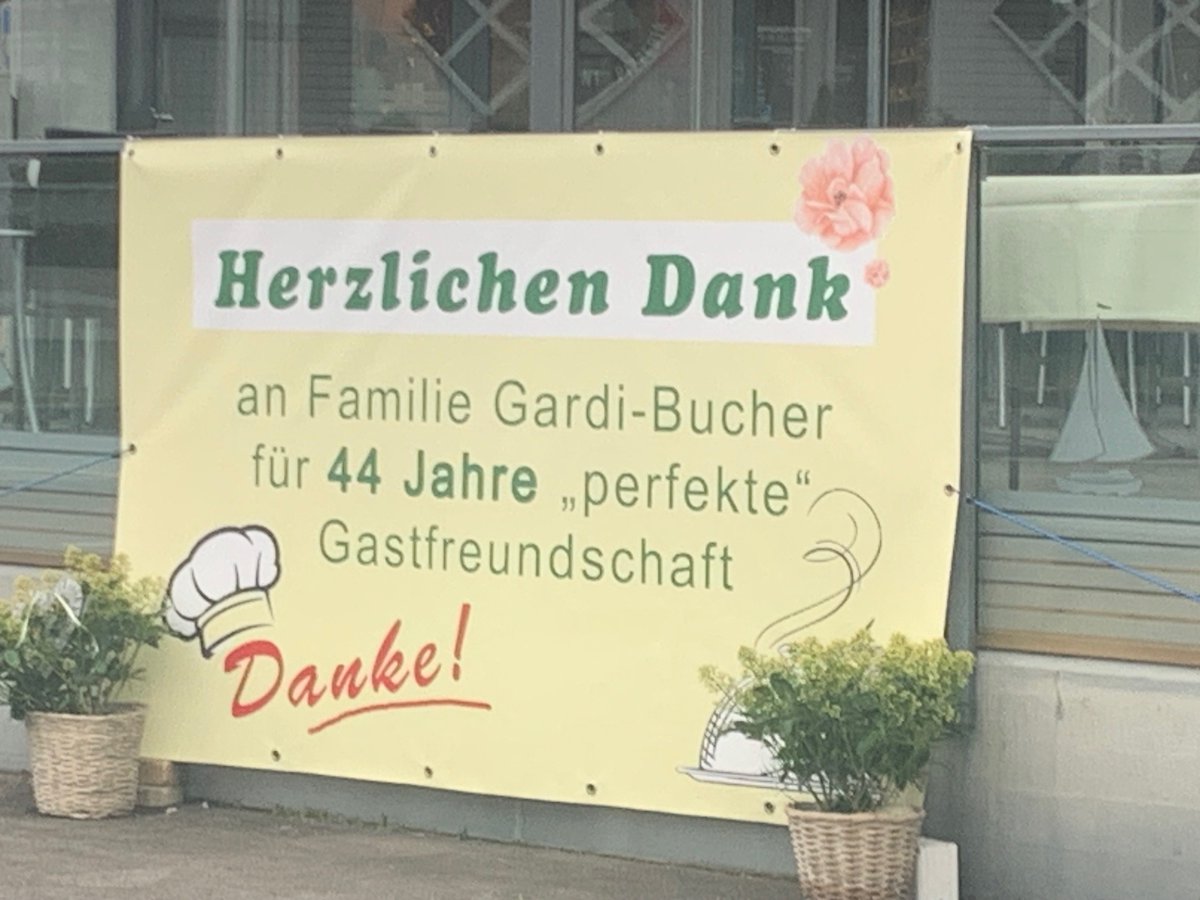 Herzlichen Dank
an Familie Gardi-Bucher
für 44 Jahre „perfekte“
Gastfreundschaft
Danke!